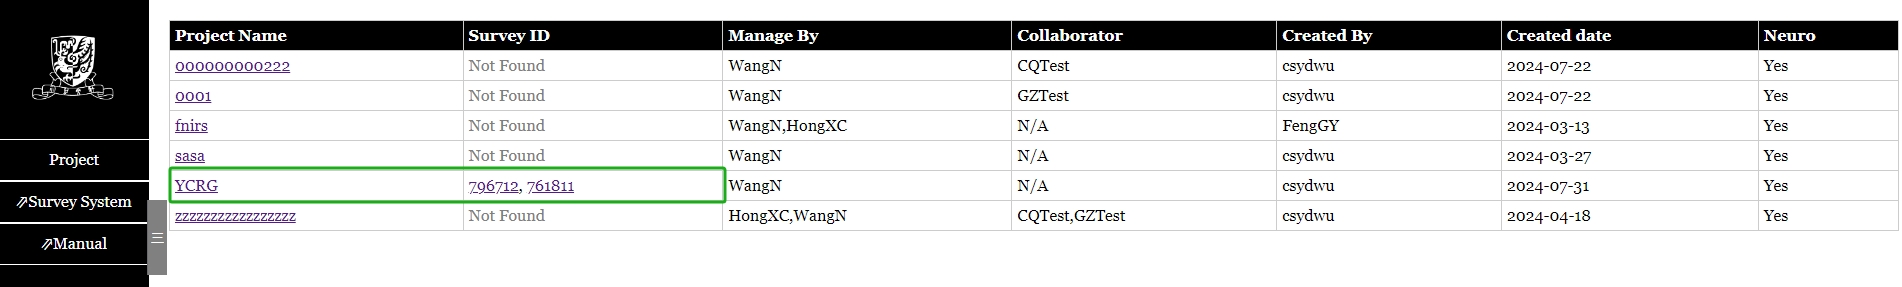 Project Name Survey ID Manage By Collaborator Created By Created date Neuro
000000000222 Not Found WangN CQTest csydwu 2024-07-22 Yes
0001 Not Found WangN GZTest csydwu 2024-07-22 Yes
fnirs Not Found WangN,HongXC N/A FengGY 2024-03-13 Yes
sasa Not Found WangN N/A csydwu 2024-03-27 Yes
YCRG 796712, 761811 WangN N/A csydwu 2024-07-31 Yes
zzzzzzzzzzzzzzzzz Not Found HongXC,WangN CQTest,GZTest csydwu 2024-04-18 Yes
Project
⇗Survey System
⇗Manual